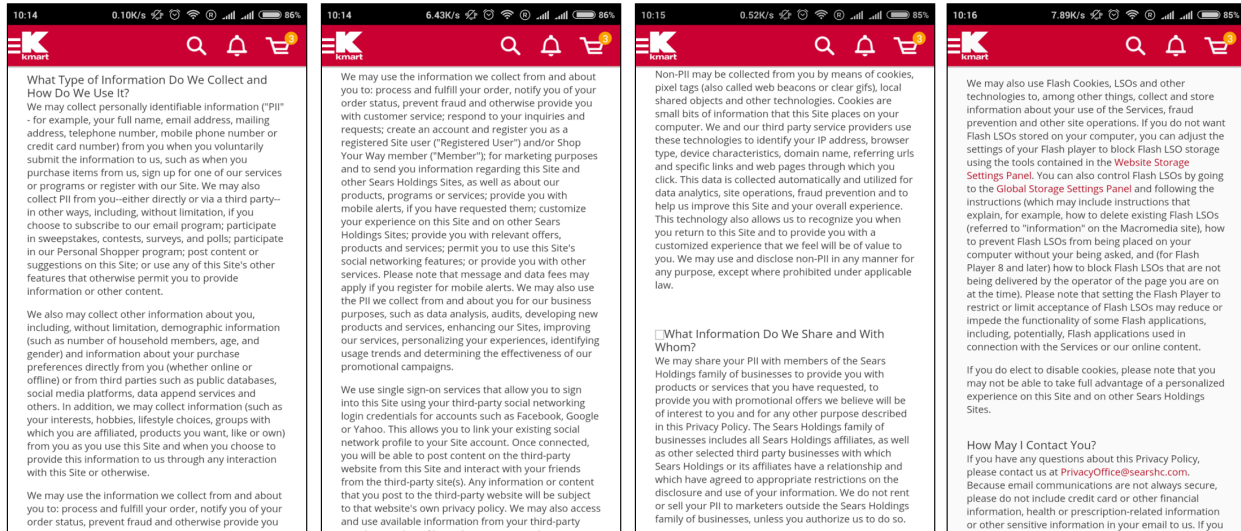 10:14 0.10K/s ® 86%
kmart 3
What Type of Information Do We Collect and
How Do We Use It?
We may collect personally identifiable information ("PII"
- for example, your full name, email address, mailing
address, telephone number, mobile phone number or
credit card number) from you when you voluntarily
submit the information to us, such as when you
purchase items from us, sign up for one of our services
or programs or register with our Site. We may also
collect PII from you--either directly or via a third party--
in other ways, including, without limitation, if you
choose to subscribe to our email program; participate
in sweepstakes, contests, surveys, and polls; participate
in our Personal Shopper program; post content or
suggestions on this Site; or use any of this Site's other
features that otherwise permit you to provide
information or other content.
We also may collect other information about you,
including, without limitation, demographic information
(such as number of household members, age, and
gender) and information about your purchase
preferences directly from you (whether online or
offline) or from third parties such as public databases,
social media platforms, data append services and
others. In addition, we may collect information (such as
your interests, hobbies, lifestyle choices, groups with
which you are affiliated, products you want, like or own)
from you as you use this Site and when you choose to
provide this information to us through any interaction
with this Site or otherwise.
We may use the information we collect from and about
you to: process and fulfill your order, notify you of your
order status, prevent fraud and otherwise provide you
10:14 6.43K/s ® 86%
kmart 3
We may use the information we collect from and about
you to: process and fulfill your order, notify you of your
order status, prevent fraud and otherwise provide you
with customer service; respond to your inquiries and
requests; create an account and register you as a
registered Site user ("Registered User") and/or Shop
Your Way member ("Member"); for marketing purposes
and to send you information regarding this Site and
other Sears Holdings Sites, as well as about our
products, programs or services; provide you with
mobile alerts, if you have requested them; customize
your experience on this Site and on other Sears
Holdings Sites; provide you with relevant offers,
products and services; permit you to use this Site's
social networking features; or provide you with other
services. Please note that message and data fees may
apply if you register for mobile alerts. We may also use
the PII we collect from and about you for our business
purposes, such as data analysis, audits, developing new
products and services, enhancing our Sites, improving
our services, personalizing your experiences, identifying
usage trends and determining the effectiveness of our
promotional campaigns.
We use single sign-on services that allow you to sign
into this Site using your third-party social networking
login credentials for accounts such as Facebook, Google
or Yahoo. This allows you to link your existing social
network profile to your Site account. Once connected,
you will be able to post content on the third-party
website from this Site and interact with your friends
from the third-party site(s). Any information or content
that you post to the third-party website will be subject
to that website's own privacy policy. We may also access
and use available information from your third-party
10:15 0.52K/s ® 85%
kmart 3
Non-PII may be collected from you by means of cookies,
pixel tags (also called web beacons or clear gifs), local
shared objects and other technologies. Cookies are
small bits of information that this Site places on your
computer. We and our third party service providers use
these technologies to identify your IP address, browser
type, device characteristics, domain name, referring urls
and specific links and web pages through which you
click. This data is collected automatically and utilized for
data analytics, site operations, fraud prevention and to
help us improve this Site and your overall experience.
This technology also allows us to recognize you when
you return to this Site and to provide you with a
customized experience that we feel will be of value to
you. We may use and disclose non-PII in any manner for
any purpose, except where prohibited under applicable
law.
What Information Do We Share and With
Whom?
We may share your PII with members of the Sears
Holdings family of businesses to provide you with
products or services that you have requested, to
provide you with promotional offers we believe will be
of interest to you and for any other purpose described
in this Privacy Policy. The Sears Holdings family of
businesses includes all Sears Holdings affiliates, as well
as other selected third party businesses with which
Sears Holdings or its affiliates have a relationship and
which have agreed to appropriate restrictions on the
disclosure and use of your information. We do not rent
or sell your PII to marketers outside the Sears Holdings
family of businesses, unless you authorize us to do so.
10:16 7.89K/s ® 85%
kmart 3
We may also use Flash Cookies, LSOs and other
technologies to, among other things, collect and store
information about your use of the Services, fraud
prevention and other site operations. If you do not want
Flash LSOs stored on your computer, you can adjust the
settings of your Flash player to block Flash LSO storage
using the tools contained in the Website Storage
Settings Panel. You can also control Flash LSOs by going
to the Global Storage Settings Panel and following the
instructions (which may include instructions that
explain, for example, how to delete existing Flash LSOs
(referred to "information" on the Macromedia site), how
to prevent Flash LSOs from being placed on your
computer without your being asked, and (for Flash
Player 8 and later) how to block Flash LSOs that are not
being delivered by the operator of the page you are on
at the time). Please note that setting the Flash Player to
restrict or limit acceptance of Flash LSOs may reduce or
impede the functionality of some Flash applications,
including, potentially, Flash applications used in
connection with the Services or our online content.
If you do elect to disable cookies, please note that you
may not be able to take full advantage of a personalized
experience on this Site and on other Sears Holdings
Sites.
How May I Contact You?
If you have any questions about this Privacy Policy,
please contact us at PrivacyOffice@searshc.com.
Because email communications are not always secure,
please do not include credit card or other financial
information, health or prescription-related information
or other sensitive information in your email to us. If you